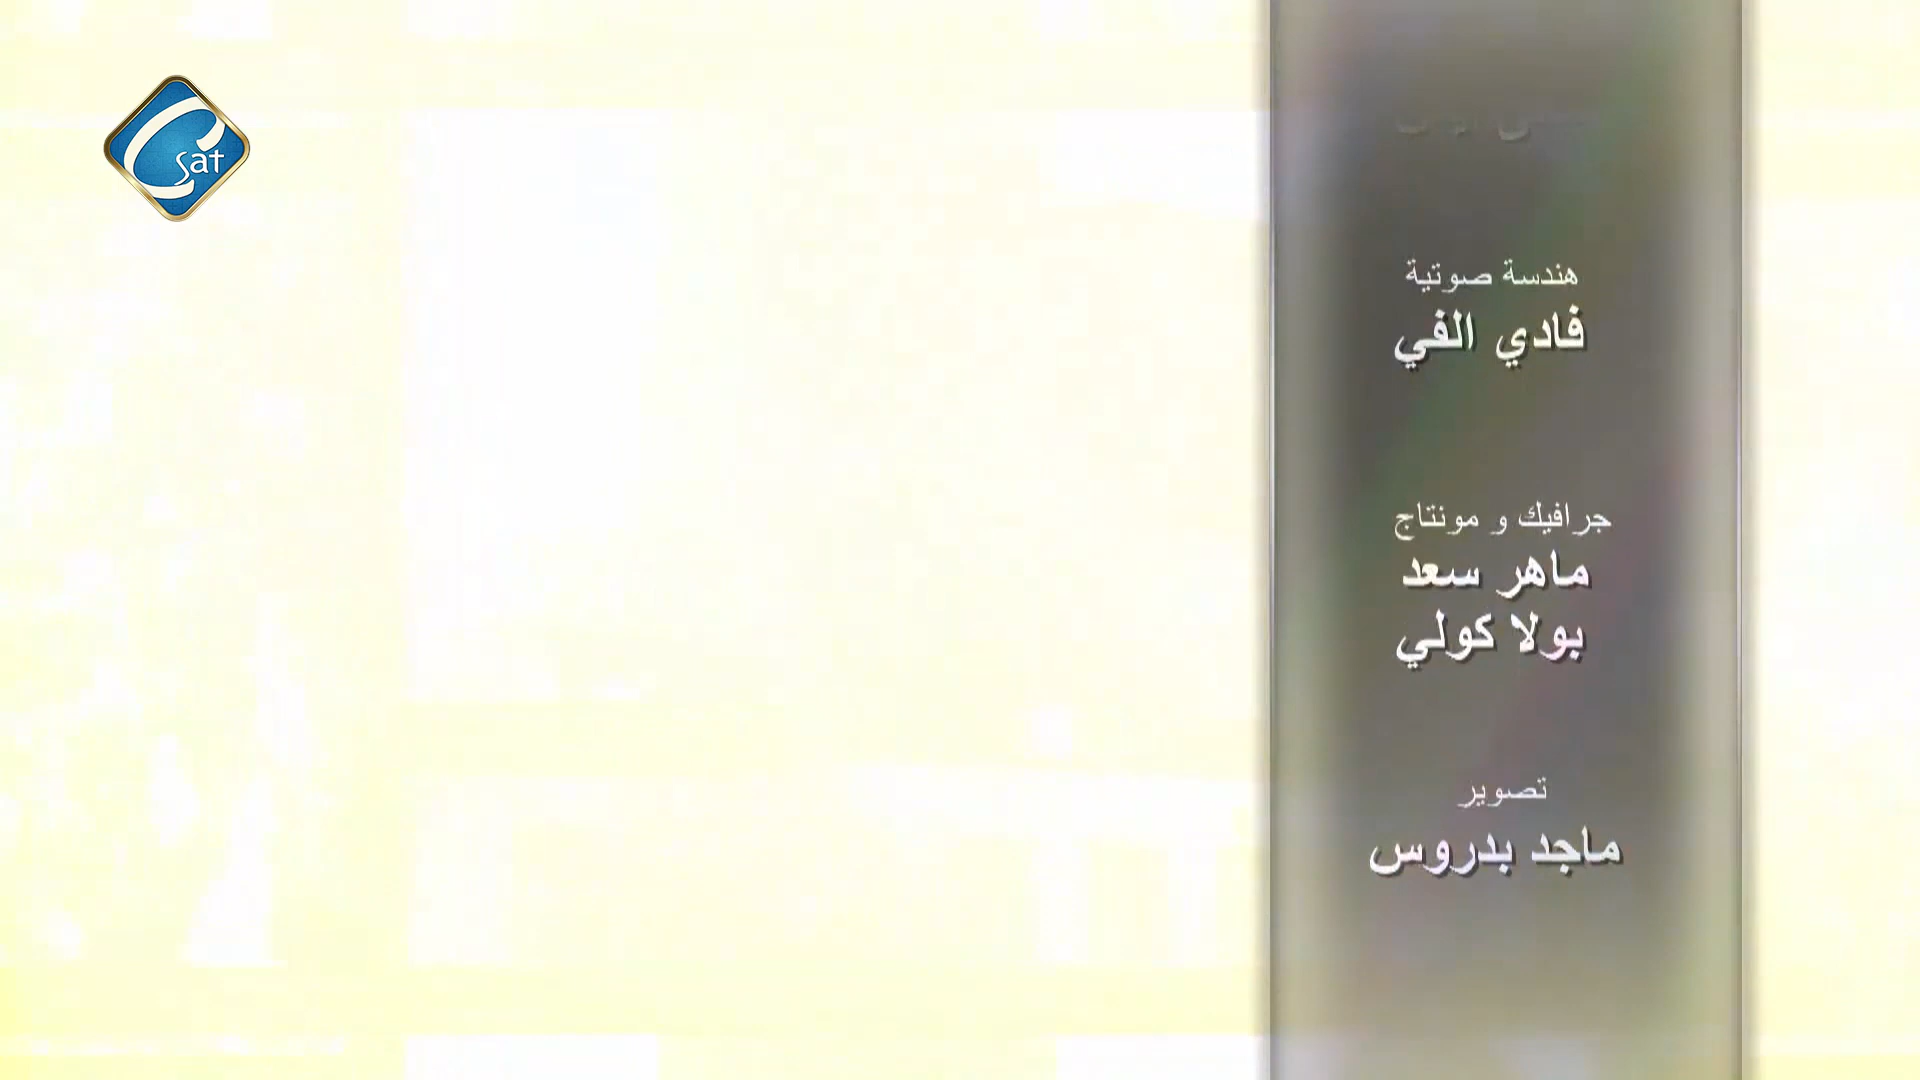 C sat
هندسة صوتية
فادي الفي
جرافيك و مونتاج
ماهر سعد
بولا كولي
تصوير
ماجد بدروس